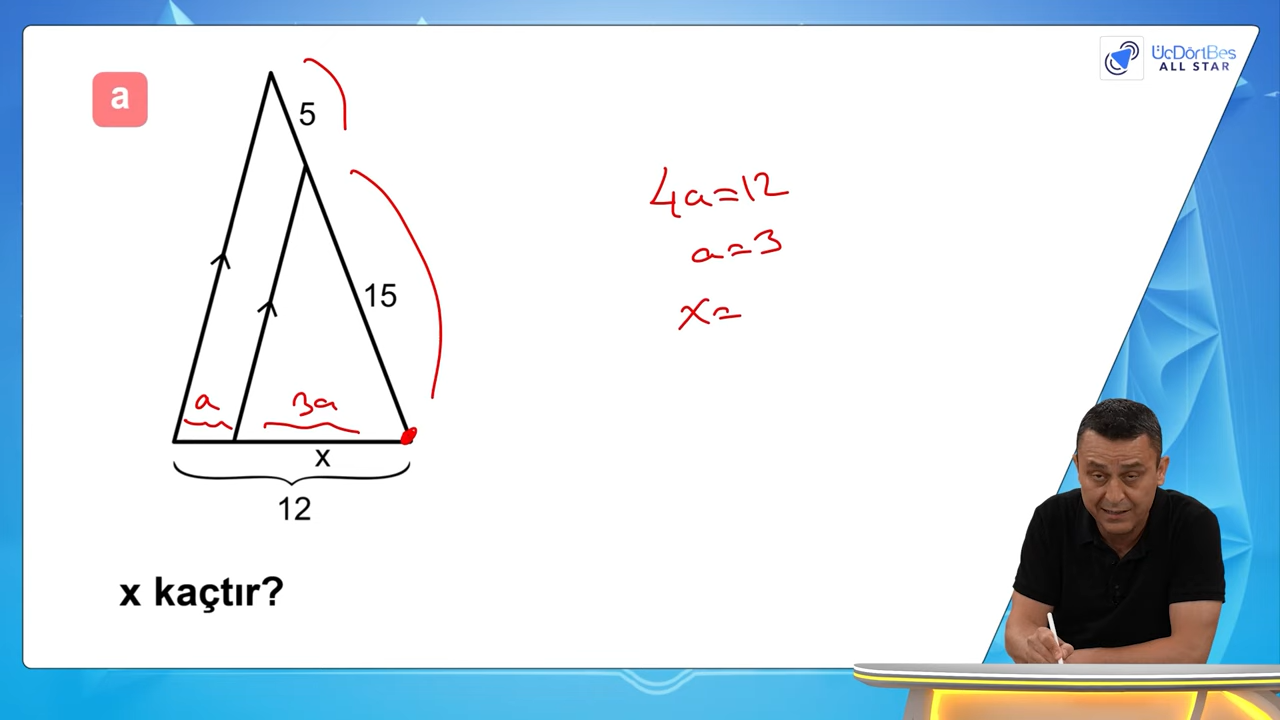 a
ÜçDörtBeş
ALL STAR
5
15
a
3a
x
12
4a=12
a=3
x=
x kaçtır?